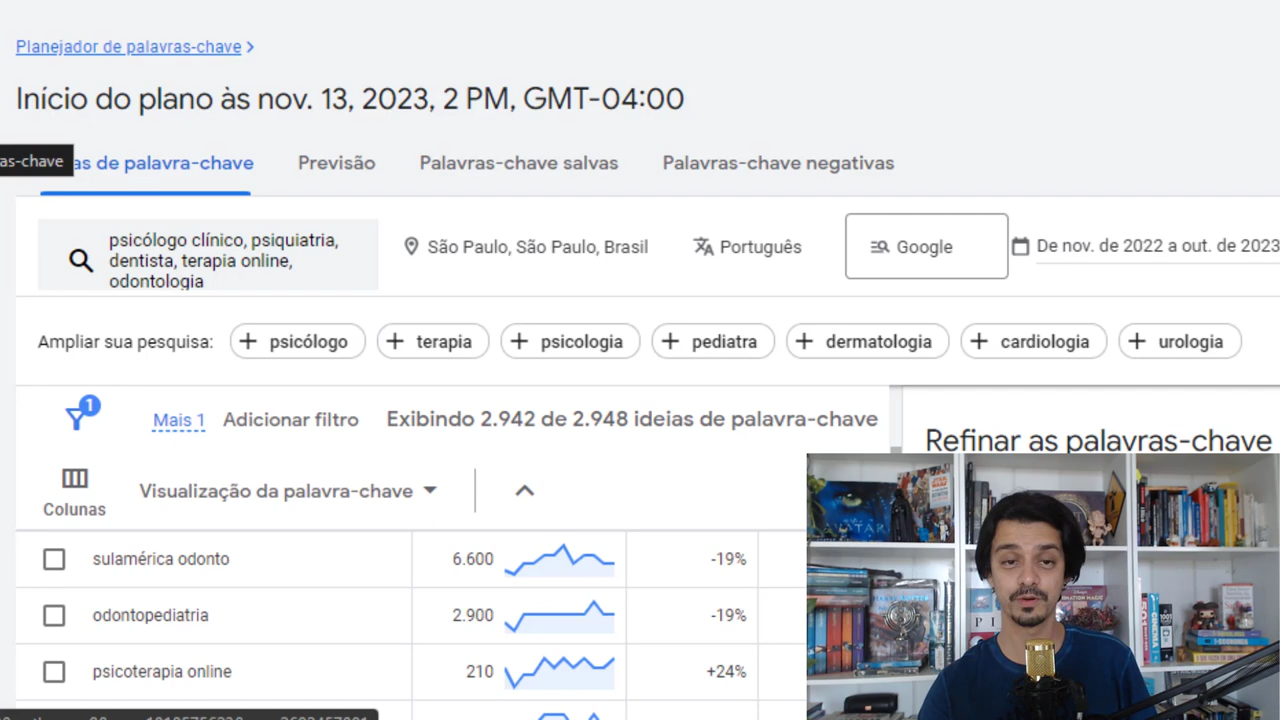 Planejador de palavras-chave
Início do plano às nov. 13, 2023, 2 PM, GMT-04:00
as-chave
as de palavra-chave Previsão Palavras-chave salvas Palavras-chave negativas
psicólogo clínico, psiquiatria,
dentista, terapia online,
odontologia
São Paulo, São Paulo, Brasil Português Google De nov. de 2022 a out. de 2023
Ampliar sua pesquisa: + psicólogo + terapia + psicologia + pediatra + dermatologia + cardiologia + urologia
1
Mais 1 Adicionar filtro Exibindo 2.942 de 2.948 ideias de palavra-chave
Refinar as palavras-chave
Colunas
Visualização da palavra-chave
sulamérica odonto 6.600 -19%
odontopediatria 2.900 -19%
psicoterapia online 210 +24%
AVATAR
STAR WARS